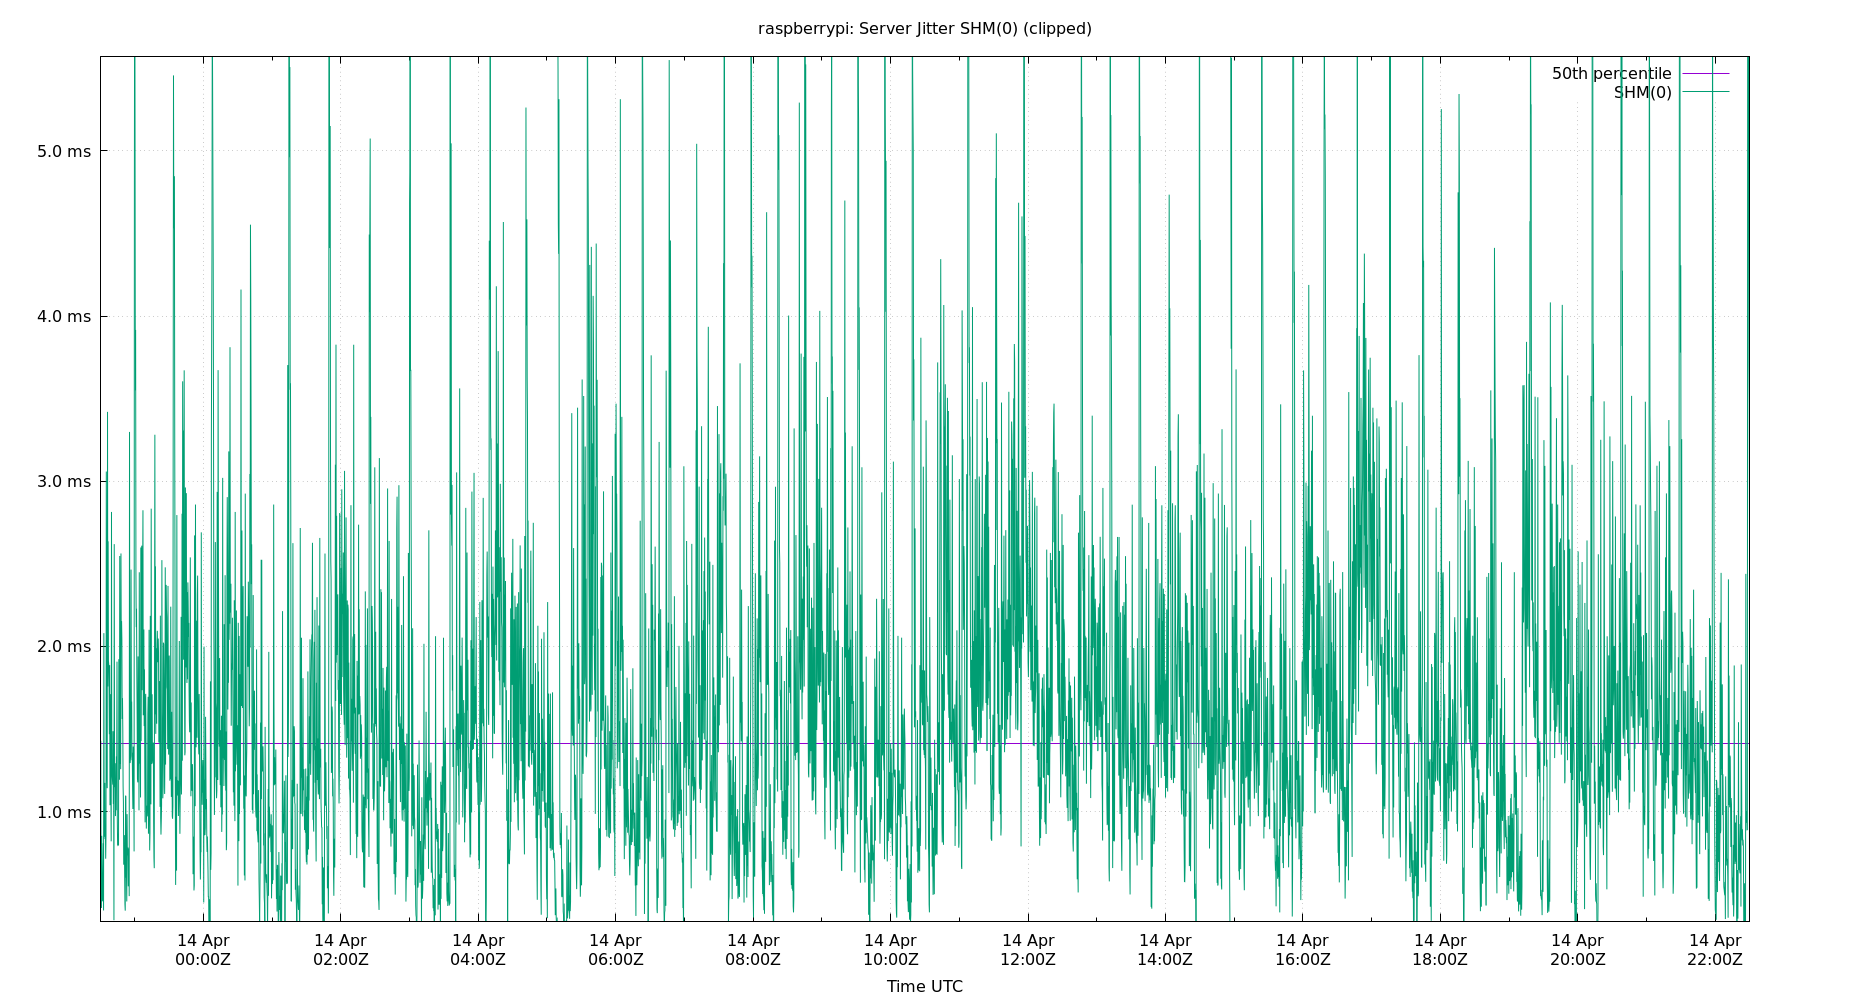 raspberrypi: Server Jitter SHM(0) (clipped)
50th percentile
SHM(0)
5.0 ms
4.0 ms
3.0 ms
2.0 ms
1.0 ms
14 Apr 14 Apr 14 Apr 14 Apr 14 Apr 14 Apr 14 Apr 14 Apr 14 Apr 14 Apr 14 Apr 14 Apr
00:00Z 02:00Z 04:00Z 06:00Z 08:00Z 10:00Z 12:00Z 14:00Z 16:00Z 18:00Z 20:00Z 22:00Z
Time UTC